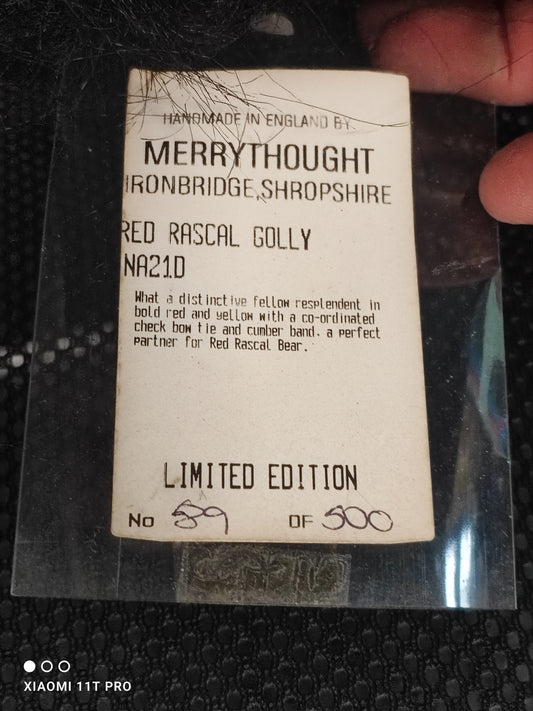 HANDMADE IN ENGLAND BY
MERRYTHOUGHT
IRONBRIDGE, SHROPSHIRE
RED RASCAL GOLLY
NA21D
What a distinctive fellow resplendent in
bold red and yellow with a co-ordinated
check bow tie and cumber band. a perfect
partner for Red Rascal Bear.
LIMITED EDITION
No 59 OF 500
XIAOMI 11T PRO